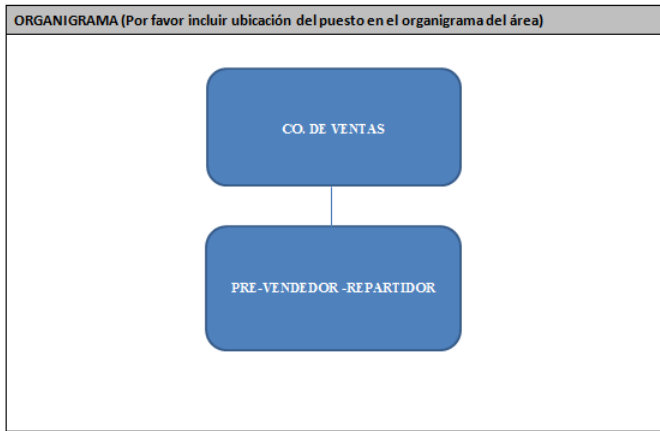 ORGANIGRAMA (Por favor incluir ubicación del puesto en el organigrama del área)
CO. DE VENTAS
PRE-VENDEDOR -REPARTIDOR